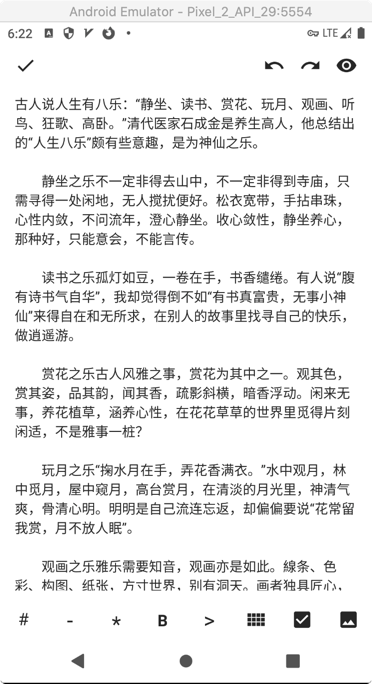 Android Emulator - Pixel_2_API_29:5554
6:22
LTE
古人说人生有八乐：“静坐、读书、赏花、玩月、观画、听
鸟、狂歌、高卧。”清代医家石成金是养生高人，他总结出
的“人生八乐”颇有些意趣，是为神仙之乐。
静坐之乐不一定非得去山中，不一定非得到寺庙，只
需寻得一处闲地，无人搅扰便好。松衣宽带，手拈串珠，
心性内敛，不问流年，澄心静坐。收心敛性，静坐养心，
那种好，只能意会，不能言传。
读书之乐孤灯如豆，一卷在手，书香缱绻。有人说“腹
有诗书气自华”，我却觉得倒不如“有书真富贵，无事小神
仙”来得自在和无所求，在别人的故事里找寻自己的快乐，
做逍遥游。
赏花之乐古人风雅之事，赏花为其中之一。观其色，
赏其姿，品其韵，闻其香，疏影斜横，暗香浮动。闲来无
事，养花植草，涵养心性，在花花草草的世界里觅得片刻
闲适，不是雅事一桩？
玩月之乐“掬水月在手，弄花香满衣。”水中观月，林
中觅月，屋中窥月，高台赏月，在清淡的月光里，神清气
爽，骨清心明。明明是自己流连忘返，却偏偏要说“花常留
我赏，月不放人眠”。
观画之乐雅乐需要知音，观画亦是如此。線条、色
彩、构图、纸张，方寸世界，别有洞天。画者独具匠心，
# - * B >